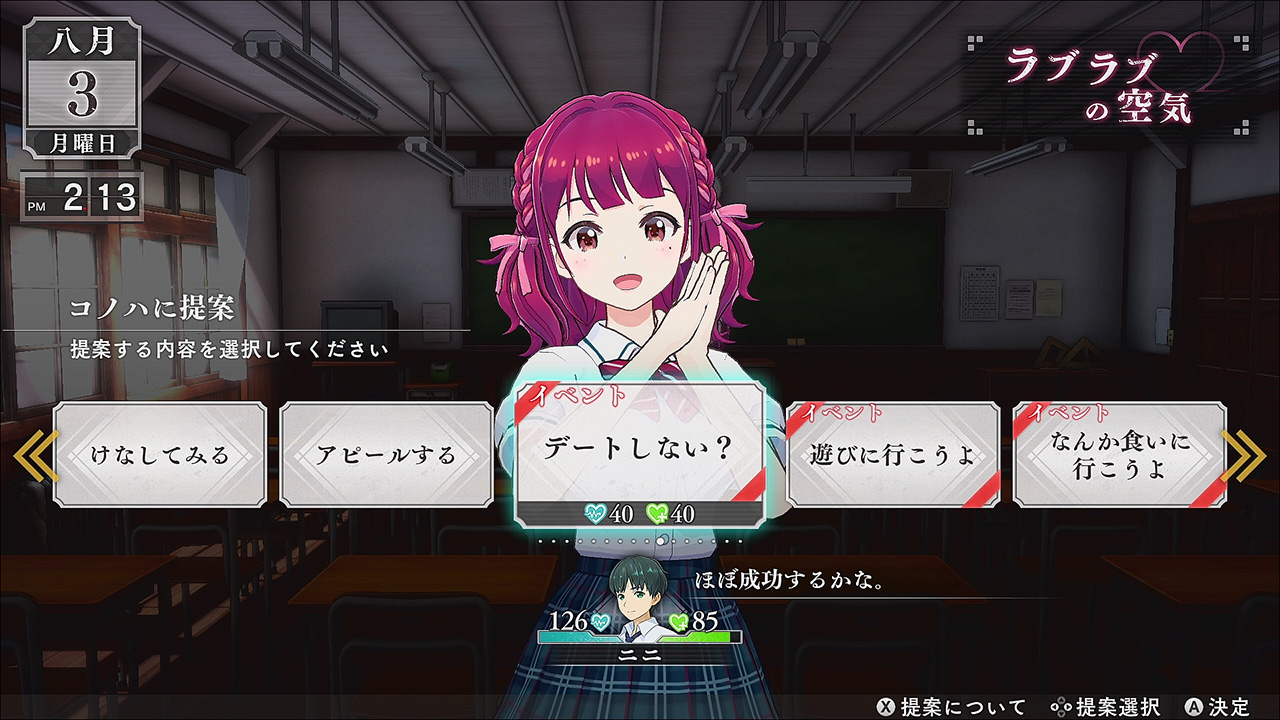 八月
3
月曜日
PM 2 13
ラブラブ
の空気
コノハに提案
提案する内容を選択してください
けなしてみる
アピールする
イベント
デートしない？
40 40
イベント
遊びに行こうよ
イベント
なんか食いに
行こうよ
ほぼ成功するかな。
126 85
ニニ
X提案について 提案選択 A決定